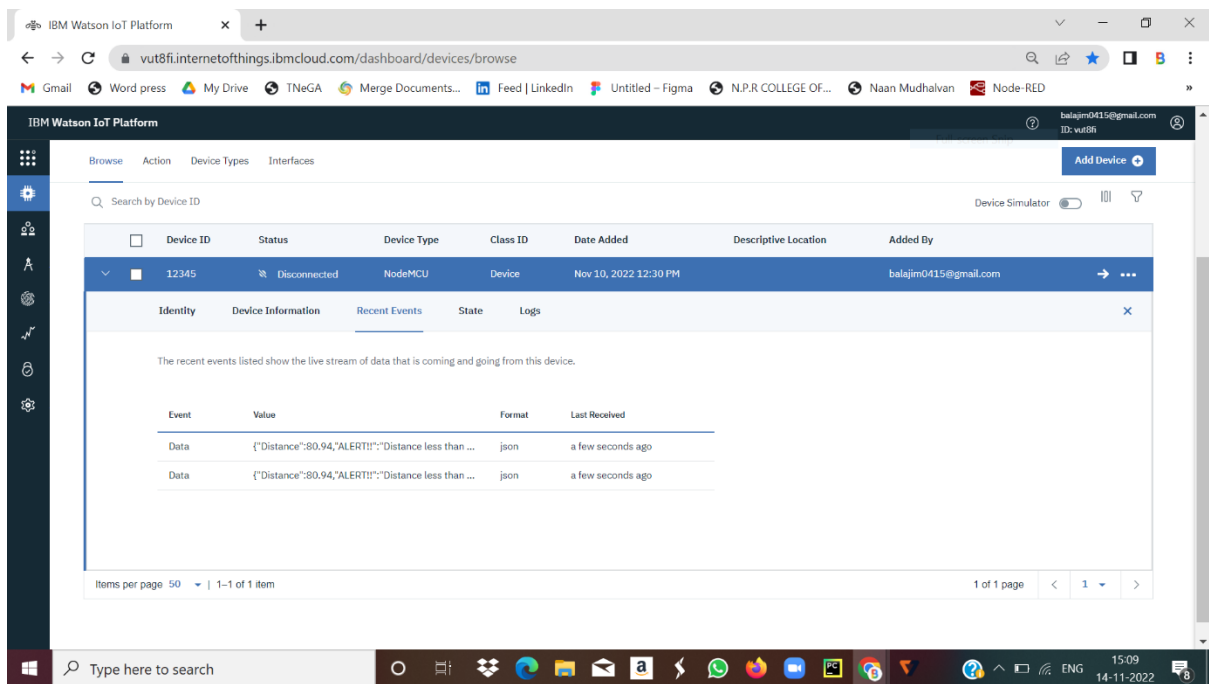 IBM Watson IoT Platform
vut8fi.internetofthings.ibmcloud.com/dashboard/devices/browse
Gmail Word press My Drive TNeGA Merge Documents... Feed | LinkedIn Untitled – Figma N.P.R COLLEGE OF... Naan Mudhalvan Node-RED »
IBM Watson IoT Platform
balajim0415@gmail.com
ID: vut8fi
Full-screen Snip
Browse Action Device Types Interfaces Add Device
Search by Device ID Device Simulator
Device ID Status Device Type Class ID Date Added Descriptive Location Added By
12345 Disconnected NodeMCU Device Nov 10, 2022 12:30 PM balajim0415@gmail.com
Identity Device Information Recent Events State Logs
The recent events listed show the live stream of data that is coming and going from this device.
Event Value Format Last Received
Data {"Distance":80.94,"ALERT!!":"Distance less than ... json a few seconds ago
Data {"Distance":80.94,"ALERT!!":"Distance less than ... json a few seconds ago
Items per page 50 | 1–1 of 1 item 1 of 1 page 1
Type here to search ENG 15:09
14-11-2022 8